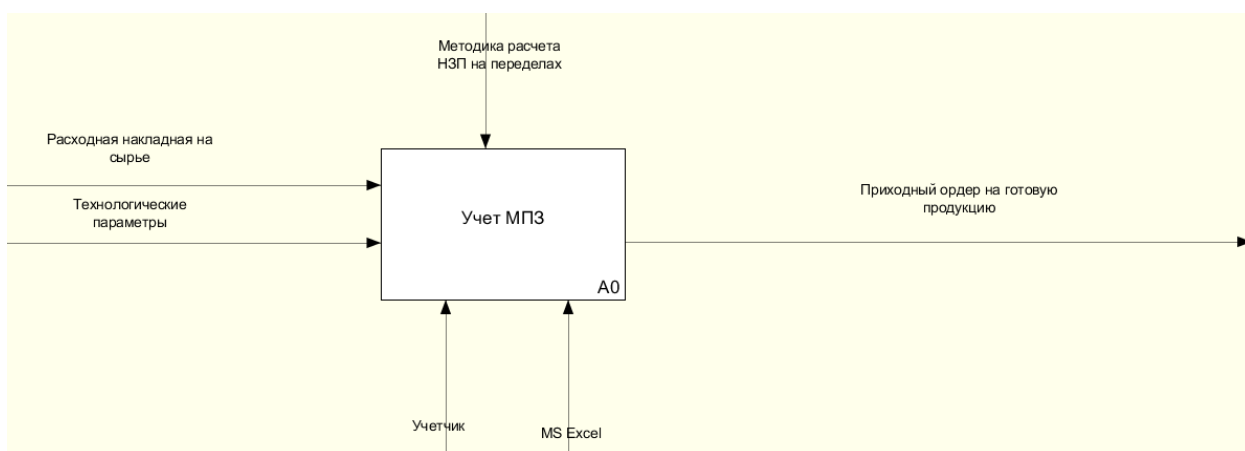 Методика расчета
НЗП на переделах
Расходная накладная на
сырье
Технологические
параметры
Учет МПЗ
A0
Приходный ордер на готовую
продукцию
Учетчик
MS Excel